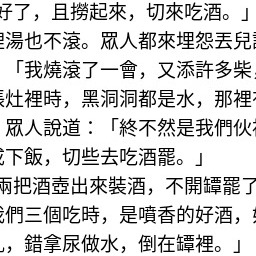 好了，且撈起來，切來吃酒。」
裡湯也不滾。眾人都來埋怨丟兒
「我燒滾了一會，又添許多柴，
張灶裡時，黑洞洞都是水，那裡有
。眾人說道：「終不然是我們伙
成下飯，切些去吃酒罷。」
兩把酒壺出來裝酒，不開罈罷了
我們三個吃時，是噴香的好酒，如
兒，錯拿尿做水，倒在罈裡。」